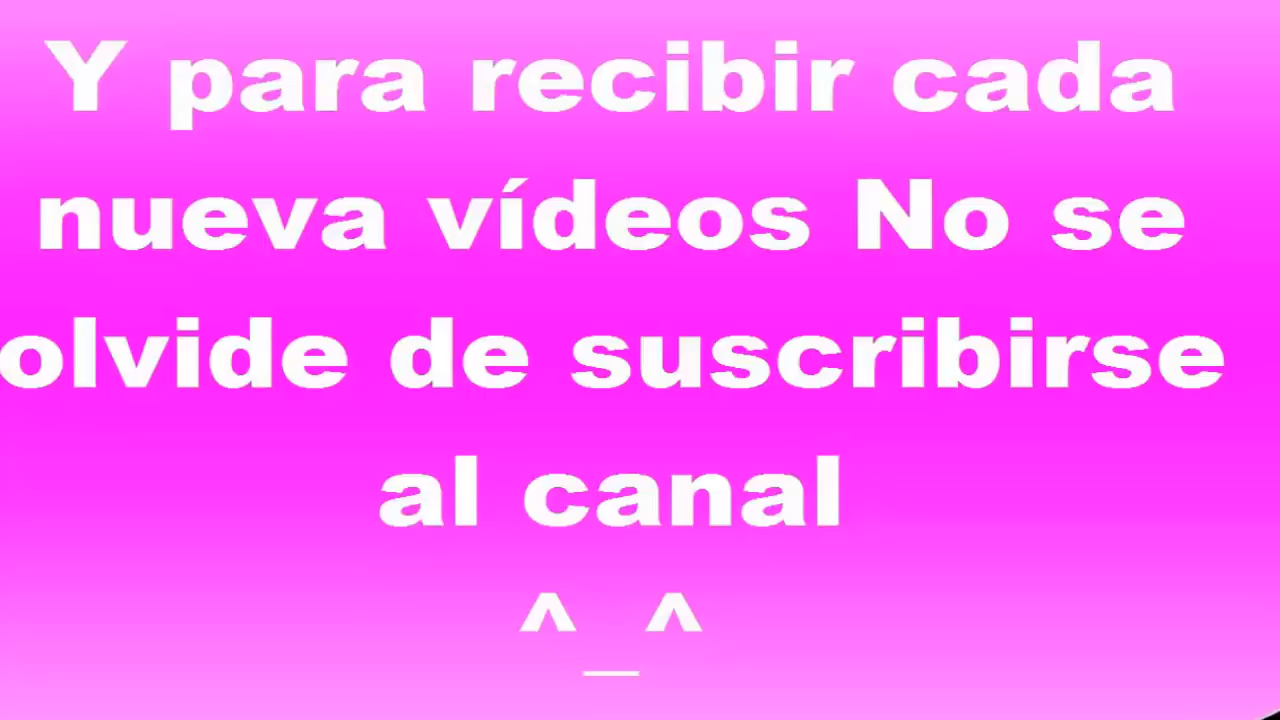 Y para recibir cada
nueva vídeos No se
olvide de suscribirse
al canal
^_^